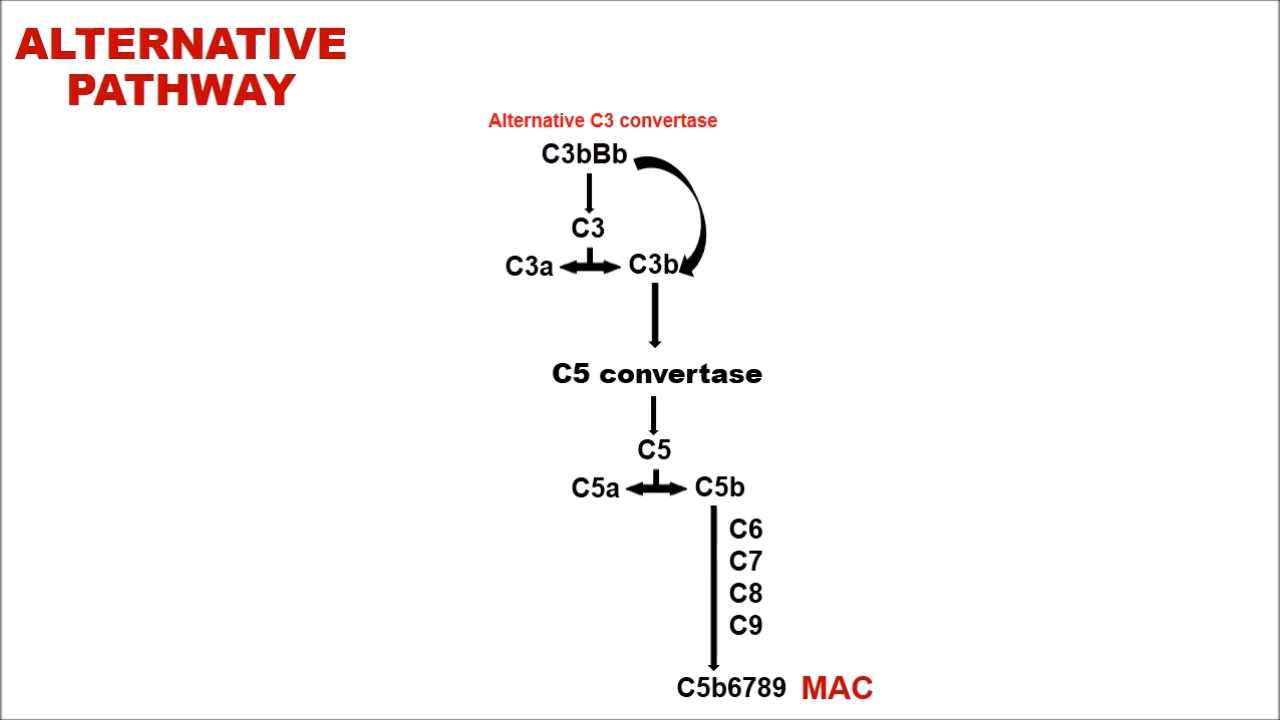 ALTERNATIVE
PATHWAY
Alternative C3 convertase
C3bBb
C3
C3a C3b
C5 convertase
C5
C5a C5b
C6
C7
C8
C9
C5b6789 MAC